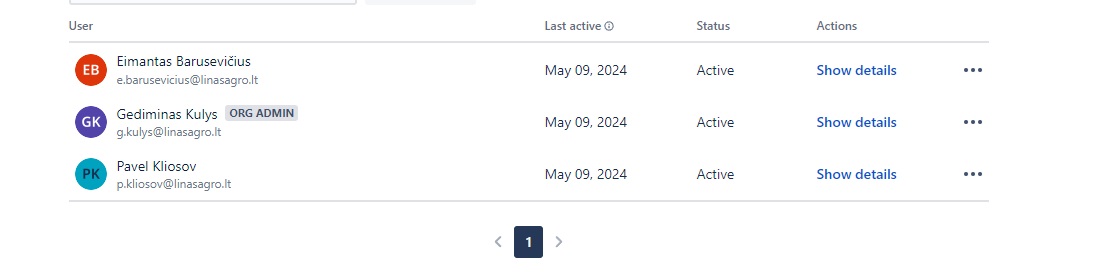 User Last active Status Actions
EB Eimantas Barusevičius
e.barusevicius@linasagro.lt
May 09, 2024 Active Show details
GK Gediminas Kulys ORG ADMIN
g.kulys@linasagro.lt
May 09, 2024 Active Show details
PK Pavel Kliosov
p.kliosov@linasagro.lt
May 09, 2024 Active Show details
1